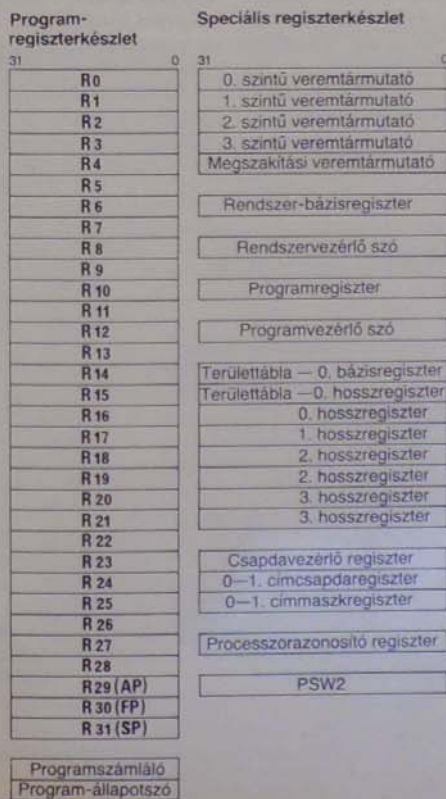 Program-
regiszterkészlet
31 0
R0
R1
R2
R3
R4
R5
R6
R7
R8
R9
R10
R11
R12
R13
R14
R15
R16
R17
R18
R19
R20
R21
R22
R23
R24
R25
R26
R27
R28
R29 (AP)
R30 (FP)
R31 (SP)
Programszámláló
Program-állapotszó
Speciális regiszterkészlet
31 0
0. szintű veremtármutató
1. szintű veremtármutató
2. szintű veremtármutató
3. szintű veremtármutató
Megszakítási veremtármutató
Rendszer-bázisregiszter
Rendszervezérlő szó
Programregiszter
Programvezérlő szó
Területtábla — 0. bázisregiszter
Területtábla —0. hosszregiszter
0. hosszregiszter
1. hosszregiszter
2. hosszregiszter
2. hosszregiszter
3. hosszregiszter
3. hosszregiszter
Csapdavezérlő regiszter
0—1. címcsapdaregiszter
0—1. címmaszkregiszter
Processzorazonosító regiszter
PSW2